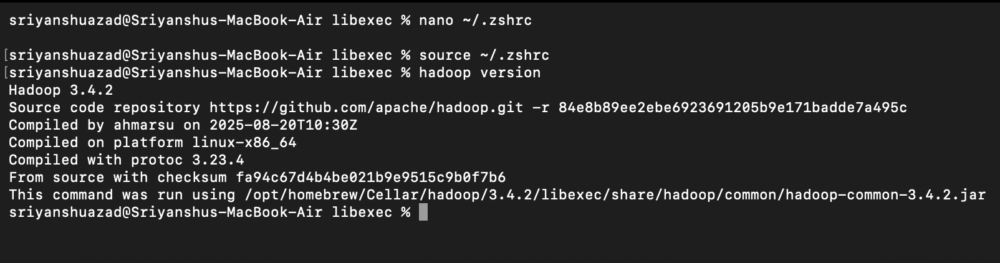 sriyanshuazad@Sriyanshus-MacBook-Air libexec % nano ~/.zshrc
[sriyanshuazad@Sriyanshus-MacBook-Air libexec % source ~/.zshrc
[sriyanshuazad@Sriyanshus-MacBook-Air libexec % hadoop version
Hadoop 3.4.2
Source code repository https://github.com/apache/hadoop.git -r 84e8b89ee2ebe6923691205b9e171badde7a495c
Compiled by ahmarsu on 2025-08-20T10:30Z
Compiled on platform linux-x86_64
Compiled with protoc 3.23.4
From source with checksum fa94c67d4b4be021b9e9515c9b0f7b6
This command was run using /opt/homebrew/Cellar/hadoop/3.4.2/libexec/share/hadoop/common/hadoop-common-3.4.2.jar
sriyanshuazad@Sriyanshus-MacBook-Air libexec %